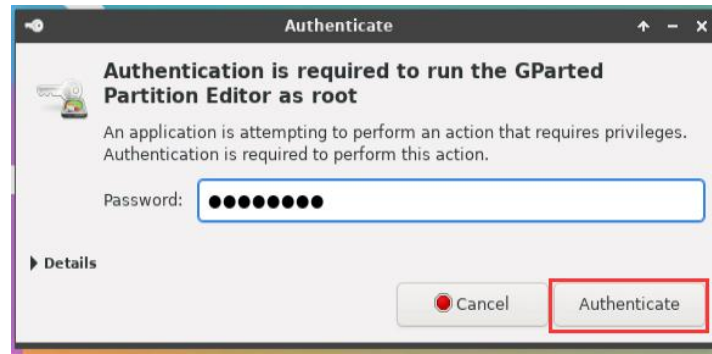 Authenticate
Authentication is required to run the GParted
Partition Editor as root
An application is attempting to perform an action that requires privileges.
Authentication is required to perform this action.
Password: ●●●●●●●●
Details
Cancel Authenticate